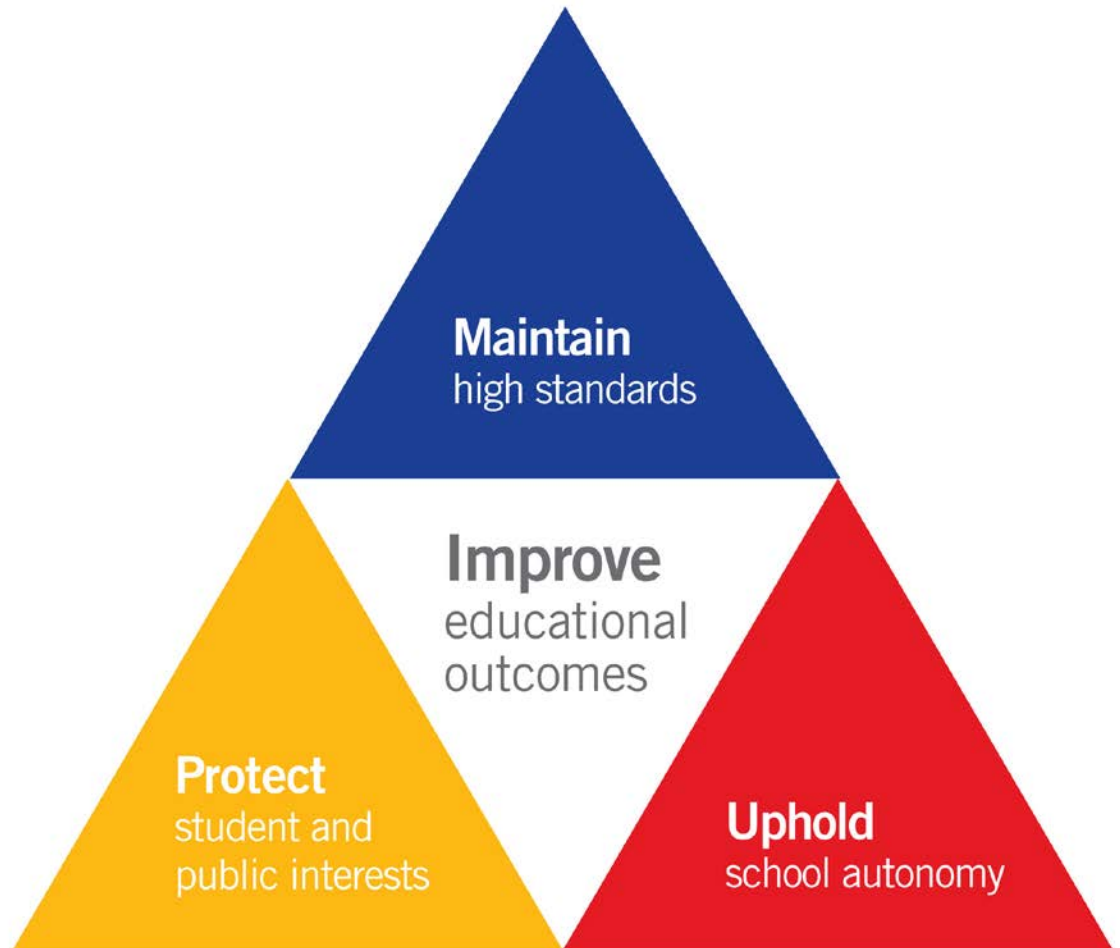 Maintain
high standards
Improve
educational
outcomes
Protect
student and
public interests
Uphold
school autonomy